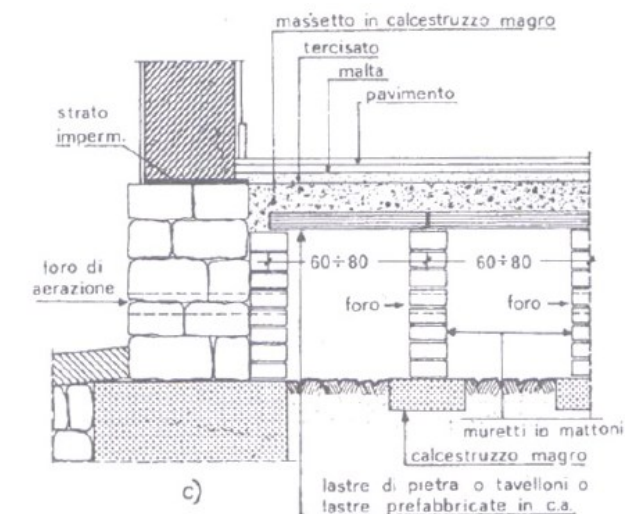 massetto in calcestruzzo magro
tercisato
malta
pavimento
strato
imperm.
foro di
aerazione
60÷80
60÷80
foro
foro
muretti in mattoni
calcestruzzo magro
c)
lastre di pietra o tavelloni o
lastre prefabbricate in c.a.